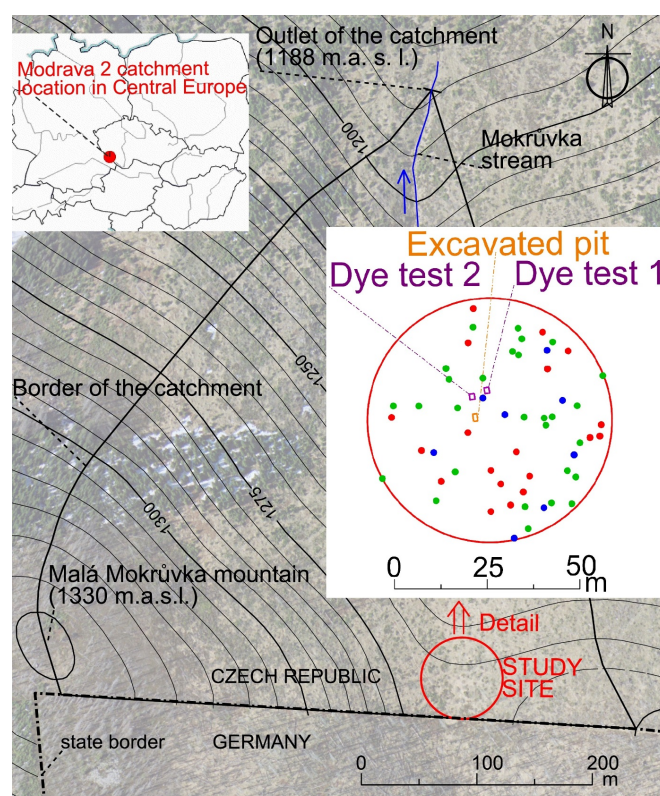 Outlet of the catchment
(1188 m.a. s. l.)
N
Modrava 2 catchment
location in Central Europe
1200
Mokrůvka
stream
Excavated pit
Dye test 2
Dye test 1
1250
Border of the catchment
1275
1300
0 25 50
m
Malá Mokrůvka mountain
(1330 m.a.s.l.)
Detail
CZECH REPUBLIC
STUDY
SITE
state border
GERMANY
0 100 200
m